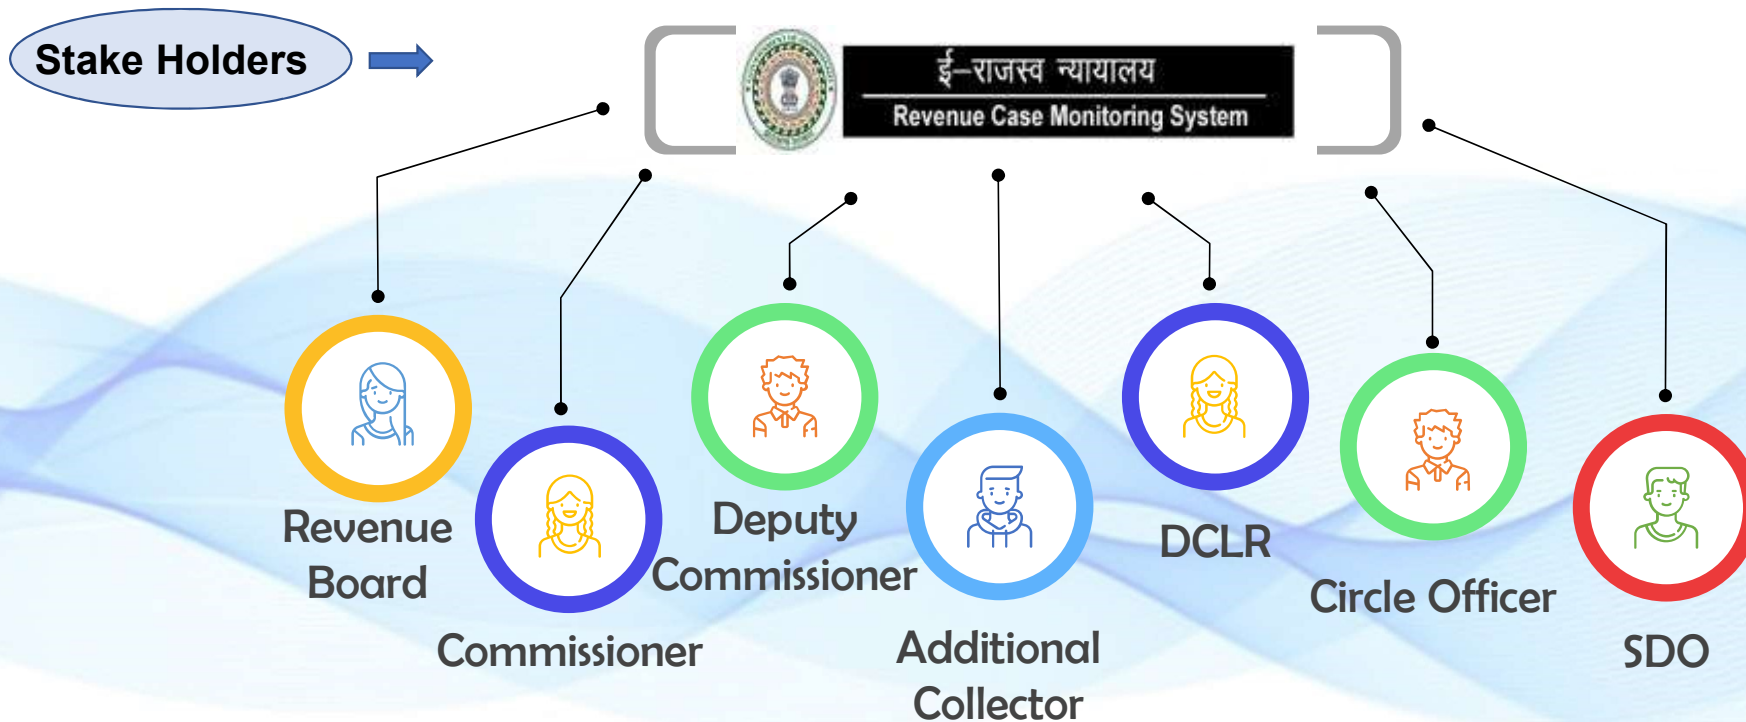 Stake Holders
ई–राजस्व न्यायालय
Revenue Case Monitoring System
Revenue
Board
Commissioner
Deputy
Commissioner
Additional
Collector
DCLR
Circle Officer
SDO